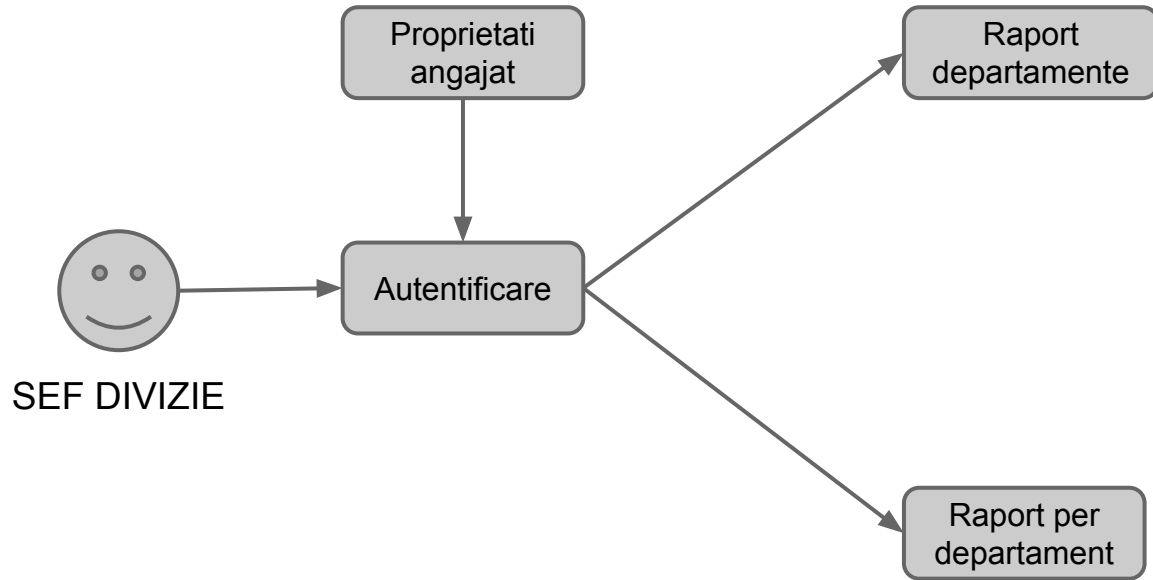 Proprietati
angajat
Raport
departamente
Autentificare
SEF DIVIZIE
Raport per
departament